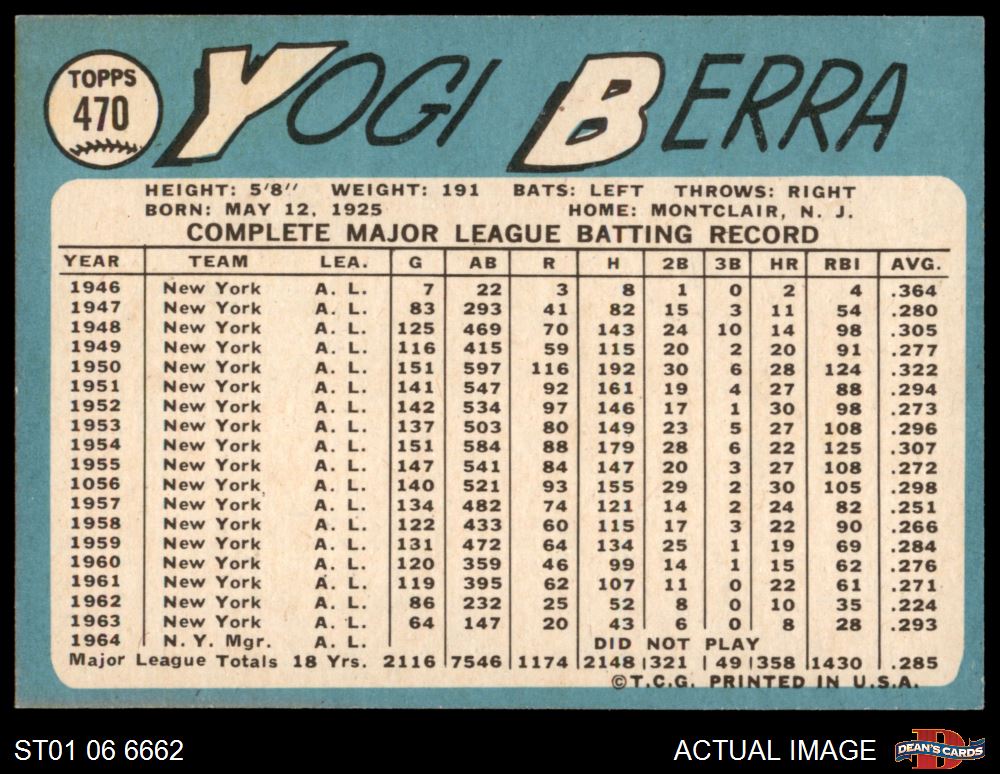 TOPPS
470
YOGI BERRA
HEIGHT: 5'8" WEIGHT: 191 BATS: LEFT THROWS: RIGHT
BORN: MAY 12, 1925 HOME: MONTCLAIR, N. J.
COMPLETE MAJOR LEAGUE BATTING RECORD
YEAR TEAM LEA. G AB R H 2B 3B HR RBI AVG.
1946 New York A. L. 7 22 3 8 1 0 2 4 .364
1947 New York A. L. 83 293 41 82 15 3 11 54 .280
1948 New York A. L. 125 469 70 143 24 10 14 98 .305
1949 New York A. L. 116 415 59 115 20 2 20 91 .277
1950 New York A. L. 151 597 116 192 30 6 28 124 .322
1951 New York A. L. 141 547 92 161 19 4 27 88 .294
1952 New York A. L. 142 534 97 146 17 1 30 98 .273
1953 New York A. L. 137 503 80 149 23 5 27 108 .296
1954 New York A. L. 151 584 88 179 28 6 22 125 .307
1955 New York A. L. 147 541 84 147 20 3 27 108 .272
1056 New York A. L. 140 521 93 155 29 2 30 105 .298
1957 New York A. L. 134 482 74 121 14 2 24 82 .251
1958 New York A. L. 122 433 60 115 17 3 22 90 .266
1959 New York A. L. 131 472 64 134 25 1 19 69 .284
1960 New York A. L. 120 359 46 99 14 1 15 62 .276
1961 New York A. L. 119 395 62 107 11 0 22 61 .271
1962 New York A. L. 86 232 25 52 8 0 10 35 .224
1963 New York A. L. 64 147 20 43 6 0 8 28 .293
1964 N. Y. Mgr. A. L. DID NOT PLAY
Major League Totals 18 Yrs. 2116 7546 1174 2148 321 49 358 1430 .285
©T.C.G. PRINTED IN U.S.A.
ST01 06 6662 ACTUAL IMAGE DEAN'S CARDS